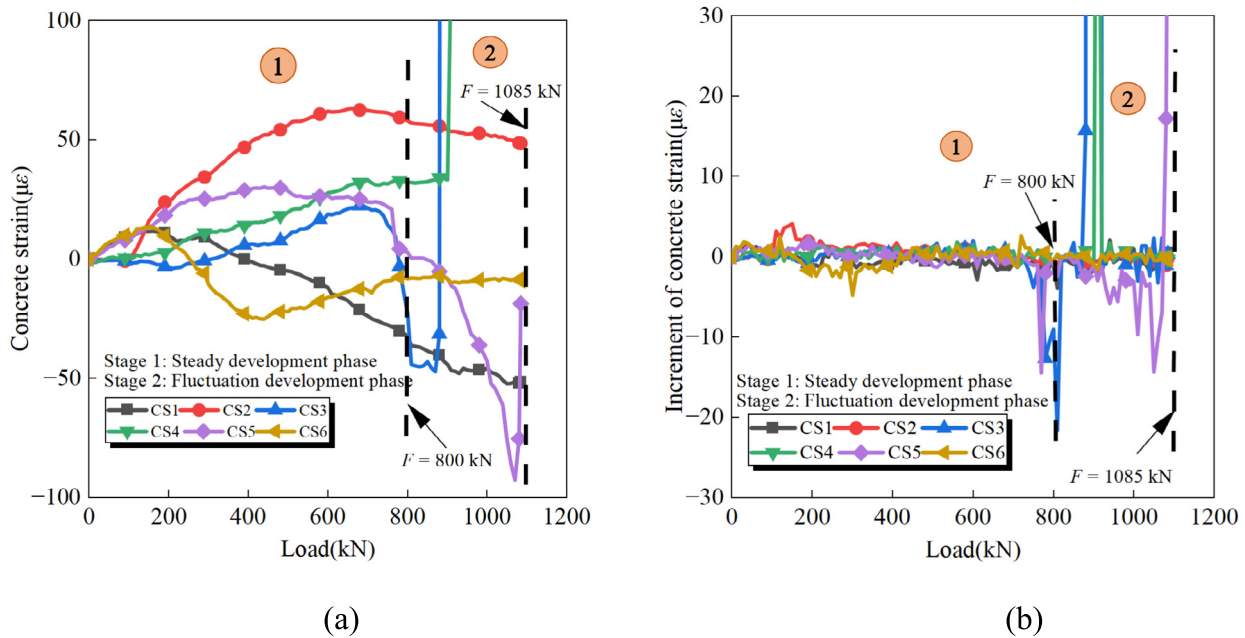 100
50
0
−50
−100
Concrete strain(με)
1
2
F = 1085 kN
Stage 1: Steady development phase
Stage 2: Fluctuation development phase
CS1 CS2 CS3
CS4 CS5 CS6
F = 800 kN
0 200 400 600 800 1000 1200
Load(kN)
(a)
30
20
10
0
−10
−20
−30
Increment of concrete strain(με)
1
2
F = 800 kN
Stage 1: Steady development phase
Stage 2: Fluctuation development phase
CS1 CS2 CS3
CS4 CS5 CS6
F = 1085 kN
0 200 400 600 800 1000 1200
Load(kN)
(b)